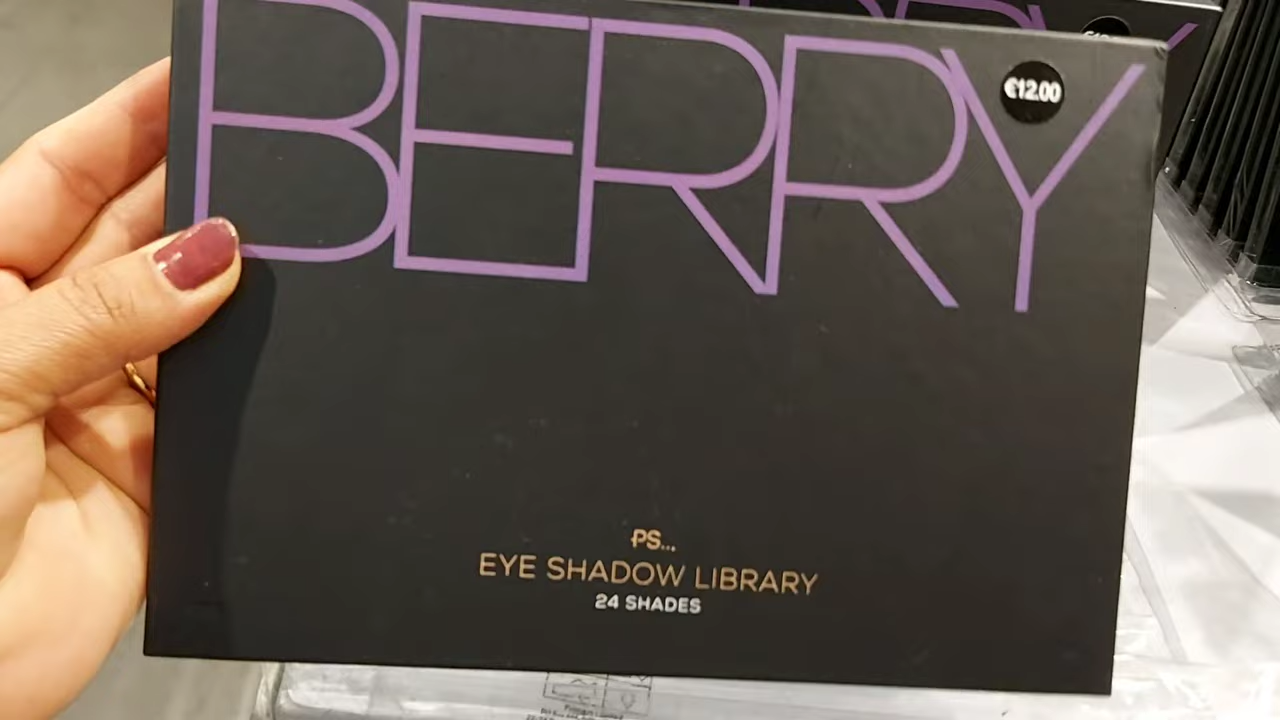 BERRY
€12.00
PS...
EYE SHADOW LIBRARY
24 SHADES